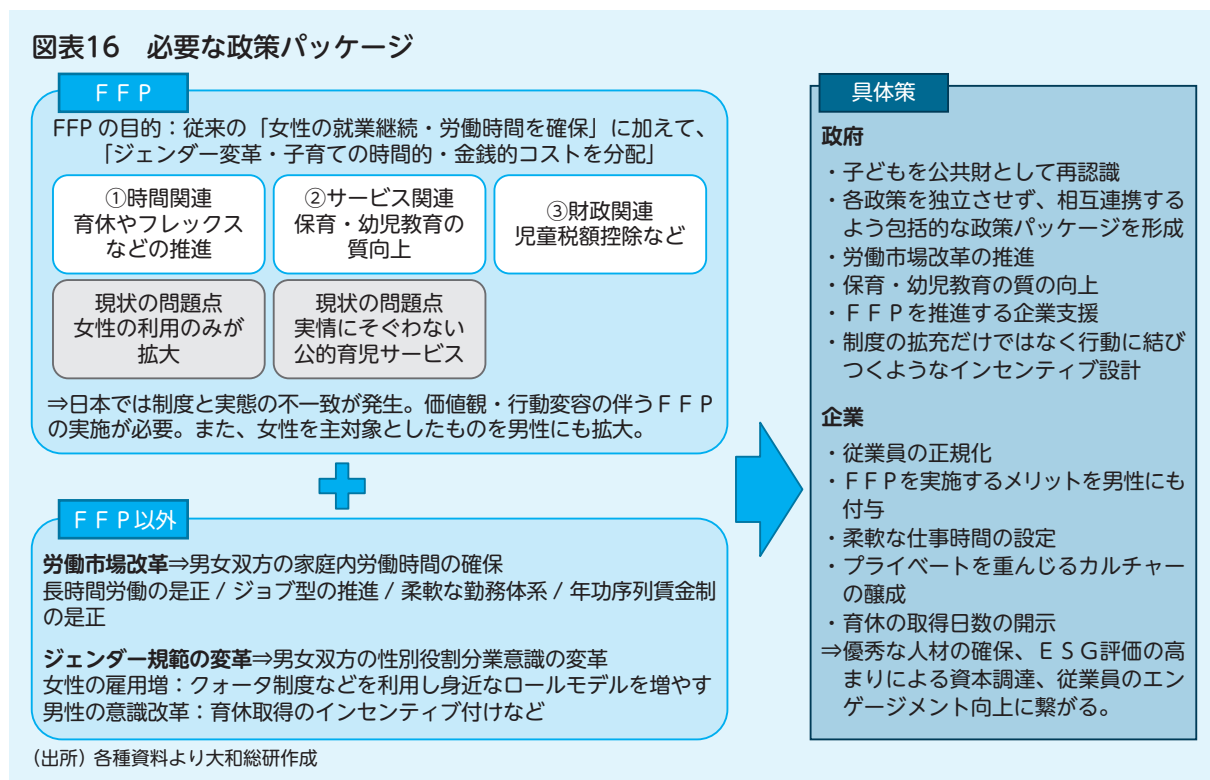 図表16　必要な政策パッケージ
ＦＦＰ
FFP の目的：従来の「女性の就業継続・労働時間を確保」に加えて、
「ジェンダー変革・子育ての時間的・金銭的コストを分配」
①時間関連
育休やフレックス
などの推進
②サービス関連
保育・幼児教育の
質向上
③財政関連
児童税額控除など
現状の問題点
女性の利用のみが
拡大
現状の問題点
実情にそぐわない
公的育児サービス
⇒日本では制度と実態の不一致が発生。価値観・行動変容の伴うＦＦＰ
の実施が必要。また、女性を主対象としたものを男性にも拡大。
ＦＦＰ以外
労働市場改革⇒男女双方の家庭内労働時間の確保
長時間労働の是正 / ジョブ型の推進 / 柔軟な勤務体系 / 年功序列賃金制
の是正
ジェンダー規範の変革⇒男女双方の性別役割分業意識の変革
女性の雇用増：クォータ制度などを利用し身近なロールモデルを増やす
男性の意識改革：育休取得のインセンティブ付けなど
具体策
政府
・子どもを公共財として再認識
・各政策を独立させず、相互連携する
よう包括的な政策パッケージを形成
・労働市場改革の推進
・保育・幼児教育の質の向上
・ＦＦＰを推進する企業支援
・制度の拡充だけではなく行動に結び
つくようなインセンティブ設計
企業
・従業員の正規化
・ＦＦＰを実施するメリットを男性にも
付与
・柔軟な仕事時間の設定
・プライベートを重んじるカルチャー
の醸成
・育休の取得日数の開示
⇒優秀な人材の確保、ＥＳＧ評価の高
まりによる資本調達、従業員のエン
ゲージメント向上に繋がる。
（出所）各種資料より大和総研作成